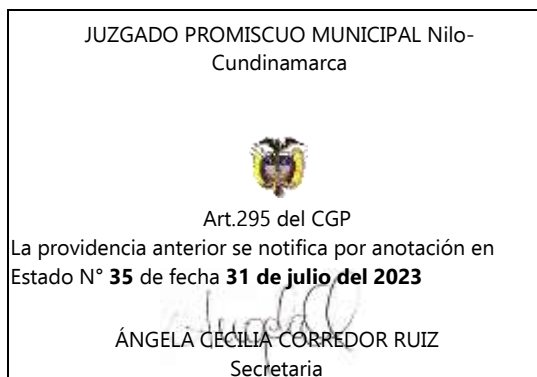 JUZGADO PROMISCUO MUNICIPAL Nilo-
Cundinamarca
Art.295 del CGP
La providencia anterior se notifica por anotación en
Estado N° 35 de fecha 31 de julio del 2023
ÁNGELA CECILIA CORREDOR RUIZ
Secretaria